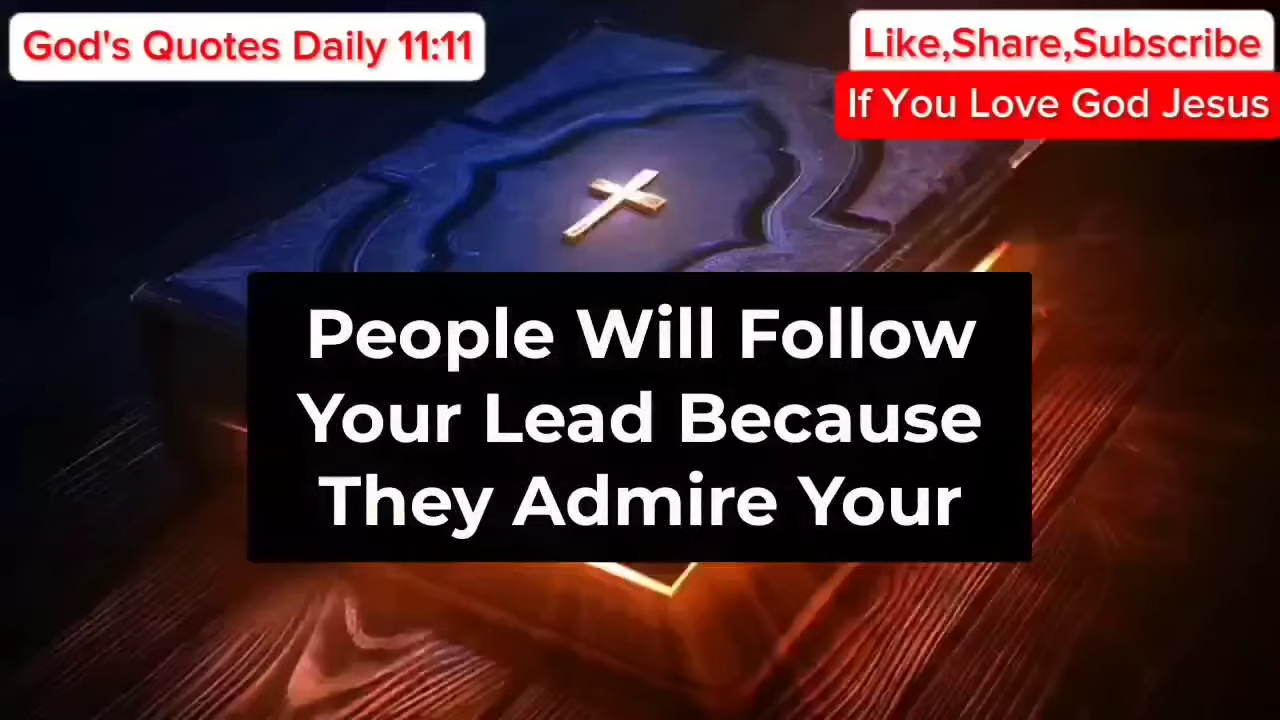 God's Quotes Daily 11:11
Like,Share,Subscribe
If You Love God Jesus
People Will Follow
Your Lead Because
They Admire Your